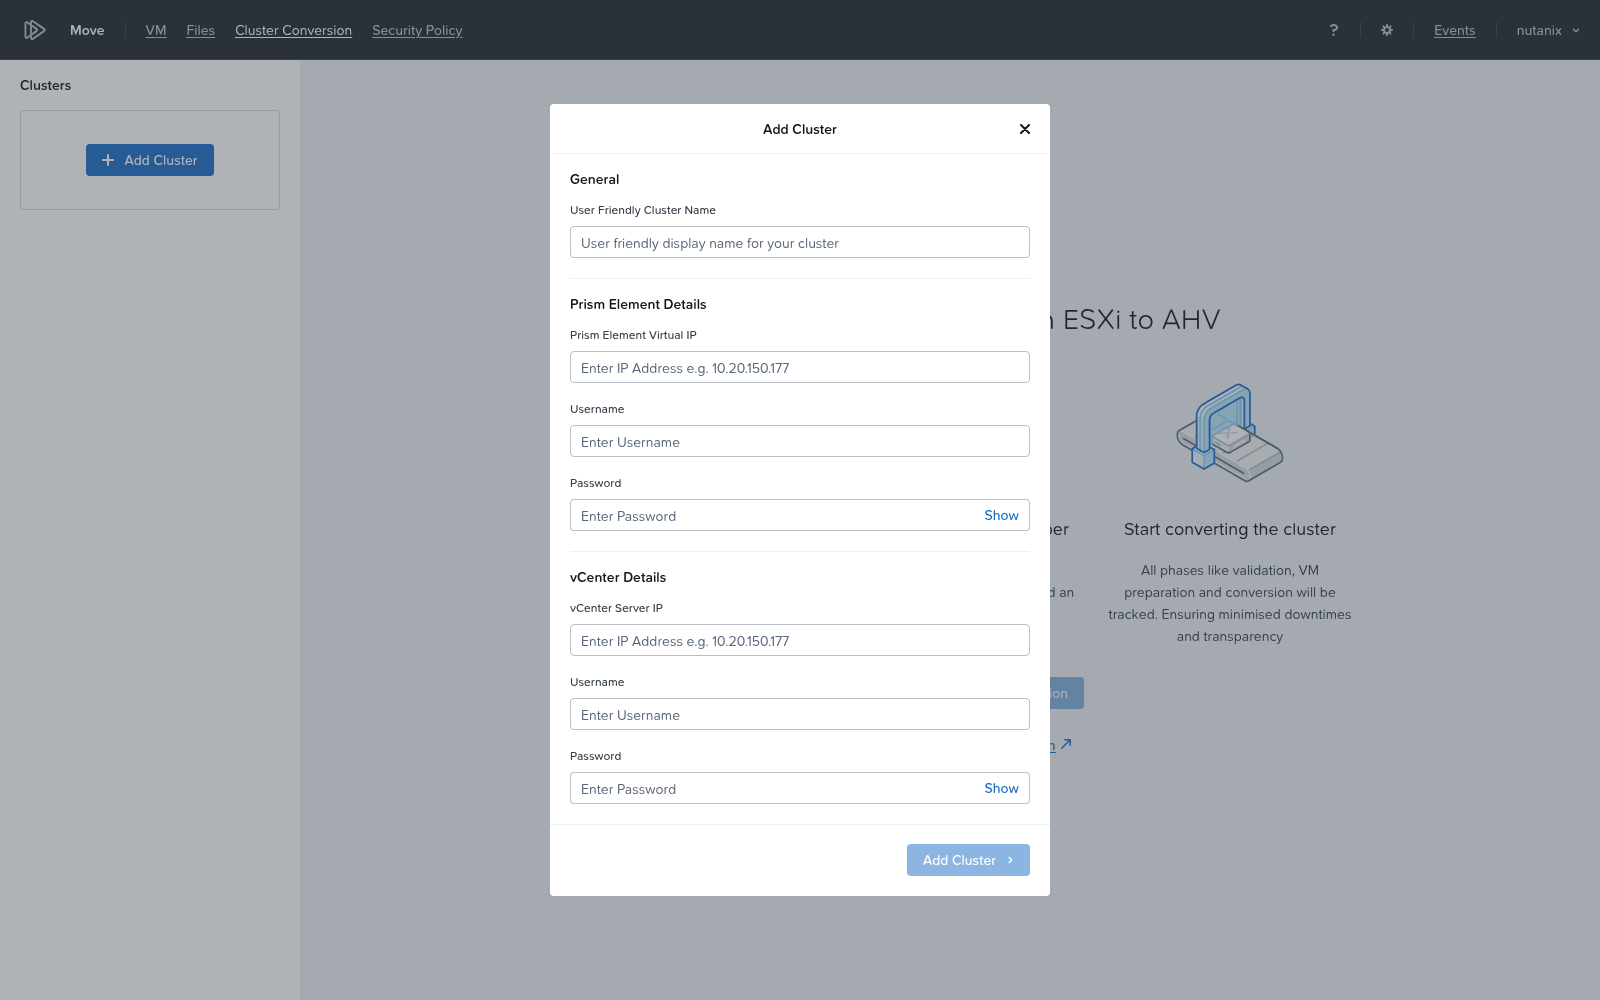 Move
VM
Files
Cluster Conversion
Security Policy
?
Events
nutanix
Clusters
+ Add Cluster
Add Cluster
General
User Friendly Cluster Name
User friendly display name for your cluster
Prism Element Details
Prism Element Virtual IP
Enter IP Address e.g. 10.20.150.177
Username
Enter Username
Password
Enter Password
Show
vCenter Details
vCenter Server IP
Enter IP Address e.g. 10.20.150.177
Username
Enter Username
Password
Enter Password
Show
Add Cluster
ESXi to AHV
Start converting the cluster
an
All phases like validation, VM
preparation and conversion will be
tracked. Ensuring minimised downtimes
and transparency